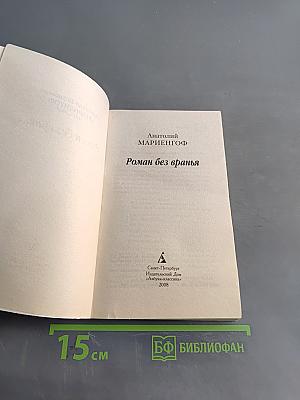 Анатолий
МАРИЕНГОФ
Роман без вранья
Санкт-Петербург
Издательский Дом
«Азбука-классика»
2008
15 см
БФ БИБЛИОФАН